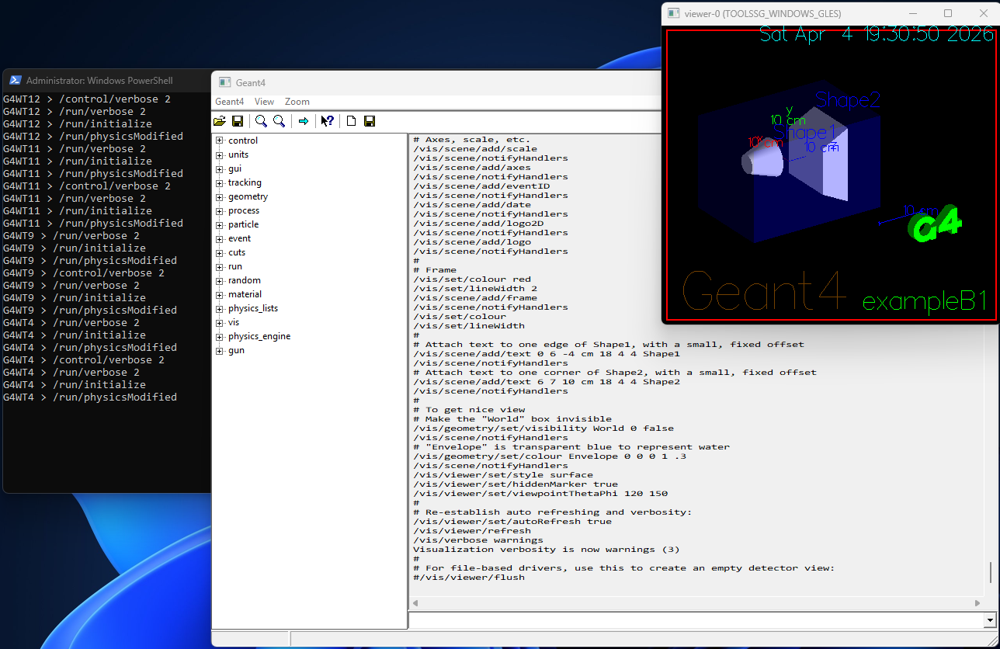 viewer-0 (TOOLSSG_WINDOWS_GLES)
Sat Apr 4 19:30:50 2026
Shape2
y
10 cm
Shape1
10 cm
10 cm
z
10 cm
G4
Geant4
exampleB1
Administrator: Windows PowerShell
G4WT12 > /control/verbose 2
G4WT12 > /run/verbose 2
G4WT12 > /run/initialize
G4WT12 > /run/physicsModified
G4WT11 > /run/verbose 2
G4WT11 > /run/initialize
G4WT11 > /run/physicsModified
G4WT11 > /control/verbose 2
G4WT11 > /run/verbose 2
G4WT11 > /run/initialize
G4WT11 > /run/physicsModified
G4WT9 > /run/verbose 2
G4WT9 > /run/initialize
G4WT9 > /run/physicsModified
G4WT9 > /control/verbose 2
G4WT9 > /run/verbose 2
G4WT9 > /run/initialize
G4WT9 > /run/physicsModified
G4WT4 > /run/verbose 2
G4WT4 > /run/initialize
G4WT4 > /run/physicsModified
G4WT4 > /control/verbose 2
G4WT4 > /run/verbose 2
G4WT4 > /run/initialize
G4WT4 > /run/physicsModified
Geant4
Geant4 View Zoom
control
units
gui
tracking
geometry
process
particle
event
cuts
run
random
material
physics_lists
vis
physics_engine
gun
# Axes, scale, etc.
/vis/scene/add/scale
/vis/scene/notifyHandlers
/vis/scene/add/axes
/vis/scene/notifyHandlers
/vis/scene/add/eventID
/vis/scene/notifyHandlers
/vis/scene/add/date
/vis/scene/notifyHandlers
/vis/scene/add/logo2D
/vis/scene/notifyHandlers
/vis/scene/add/logo
/vis/scene/notifyHandlers
#
# Frame
/vis/set/colour red
/vis/set/lineWidth 2
/vis/scene/add/frame
/vis/scene/notifyHandlers
/vis/set/colour
/vis/set/lineWidth
#
# Attach text to one edge of Shape1, with a small, fixed offset
/vis/scene/add/text 0 6 -4 cm 18 4 4 Shape1
/vis/scene/notifyHandlers
# Attach text to one corner of Shape2, with a small, fixed offset
/vis/scene/add/text 6 7 10 cm 18 4 4 Shape2
/vis/scene/notifyHandlers
#
# To get nice view
# Make the "World" box invisible
/vis/geometry/set/visibility World 0 false
/vis/scene/notifyHandlers
# "Envelope" is transparent blue to represent water
/vis/geometry/set/colour Envelope 0 0 0 1 .3
/vis/scene/notifyHandlers
/vis/viewer/set/style surface
/vis/viewer/set/hiddenMarker true
/vis/viewer/set/viewpointThetaPhi 120 150
#
# Re-establish auto refreshing and verbosity:
/vis/viewer/set/autoRefresh true
/vis/viewer/refresh
/vis/verbose warnings
Visualization verbosity is now warnings (3)
#
# For file-based drivers, use this to create an empty detector view:
#/vis/viewer/flush